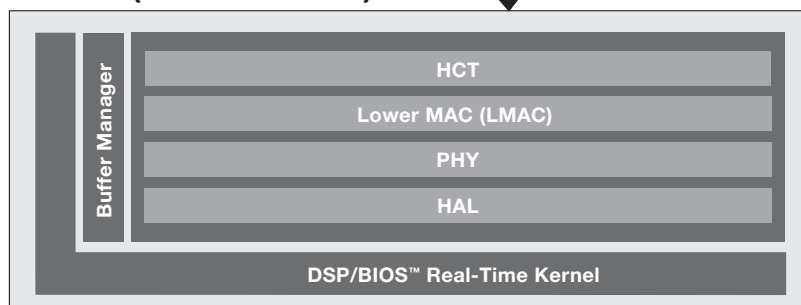 Buffer Manager
HCT
Lower MAC (LMAC)
PHY
HAL
DSP/BIOS™ Real-Time Kernel